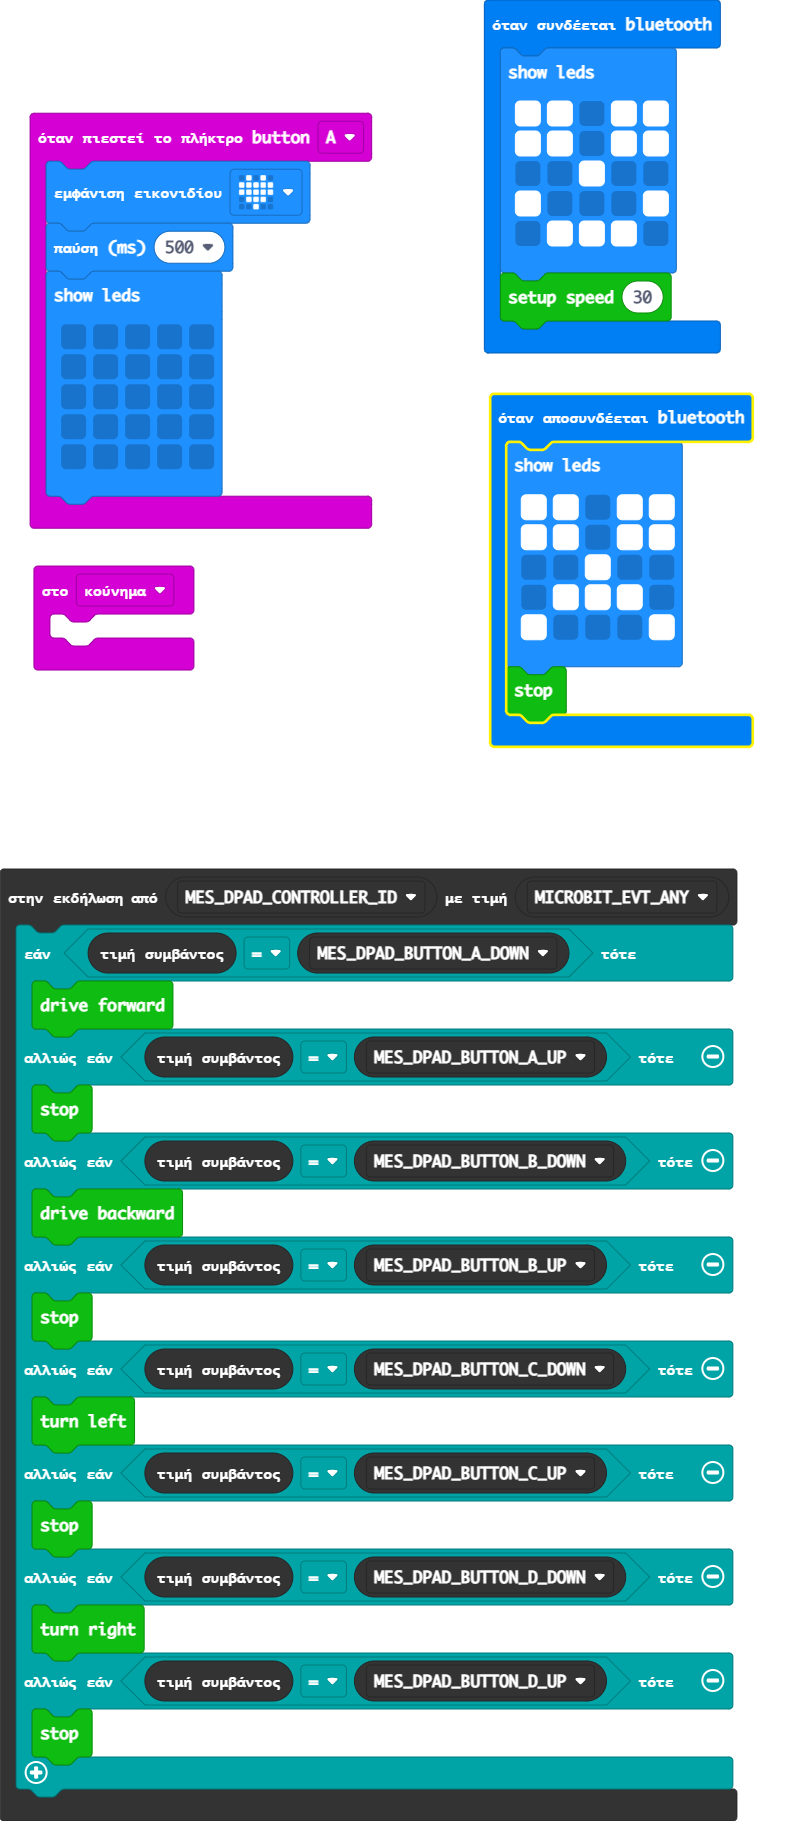 όταν συνδέεται bluetooth
show leds
setup speed 30
όταν πιεστεί το πλήκτρο button A
εμφάνιση εικονιδίου
παύση (ms) 500
show leds
στο κούνημα
όταν αποσυνδέεται bluetooth
show leds
stop
στην εκδήλωση από MES_DPAD_CONTROLLER_ID με τιμή MICROBIT_EVT_ANY
εάν τιμή συμβάντος = MES_DPAD_BUTTON_A_DOWN τότε
drive forward
αλλιώς εάν τιμή συμβάντος = MES_DPAD_BUTTON_A_UP τότε
stop
αλλιώς εάν τιμή συμβάντος = MES_DPAD_BUTTON_B_DOWN τότε
drive backward
αλλιώς εάν τιμή συμβάντος = MES_DPAD_BUTTON_B_UP τότε
stop
αλλιώς εάν τιμή συμβάντος = MES_DPAD_BUTTON_C_DOWN τότε
turn left
αλλιώς εάν τιμή συμβάντος = MES_DPAD_BUTTON_C_UP τότε
stop
αλλιώς εάν τιμή συμβάντος = MES_DPAD_BUTTON_D_DOWN τότε
turn right
αλλιώς εάν τιμή συμβάντος = MES_DPAD_BUTTON_D_UP τότε
stop